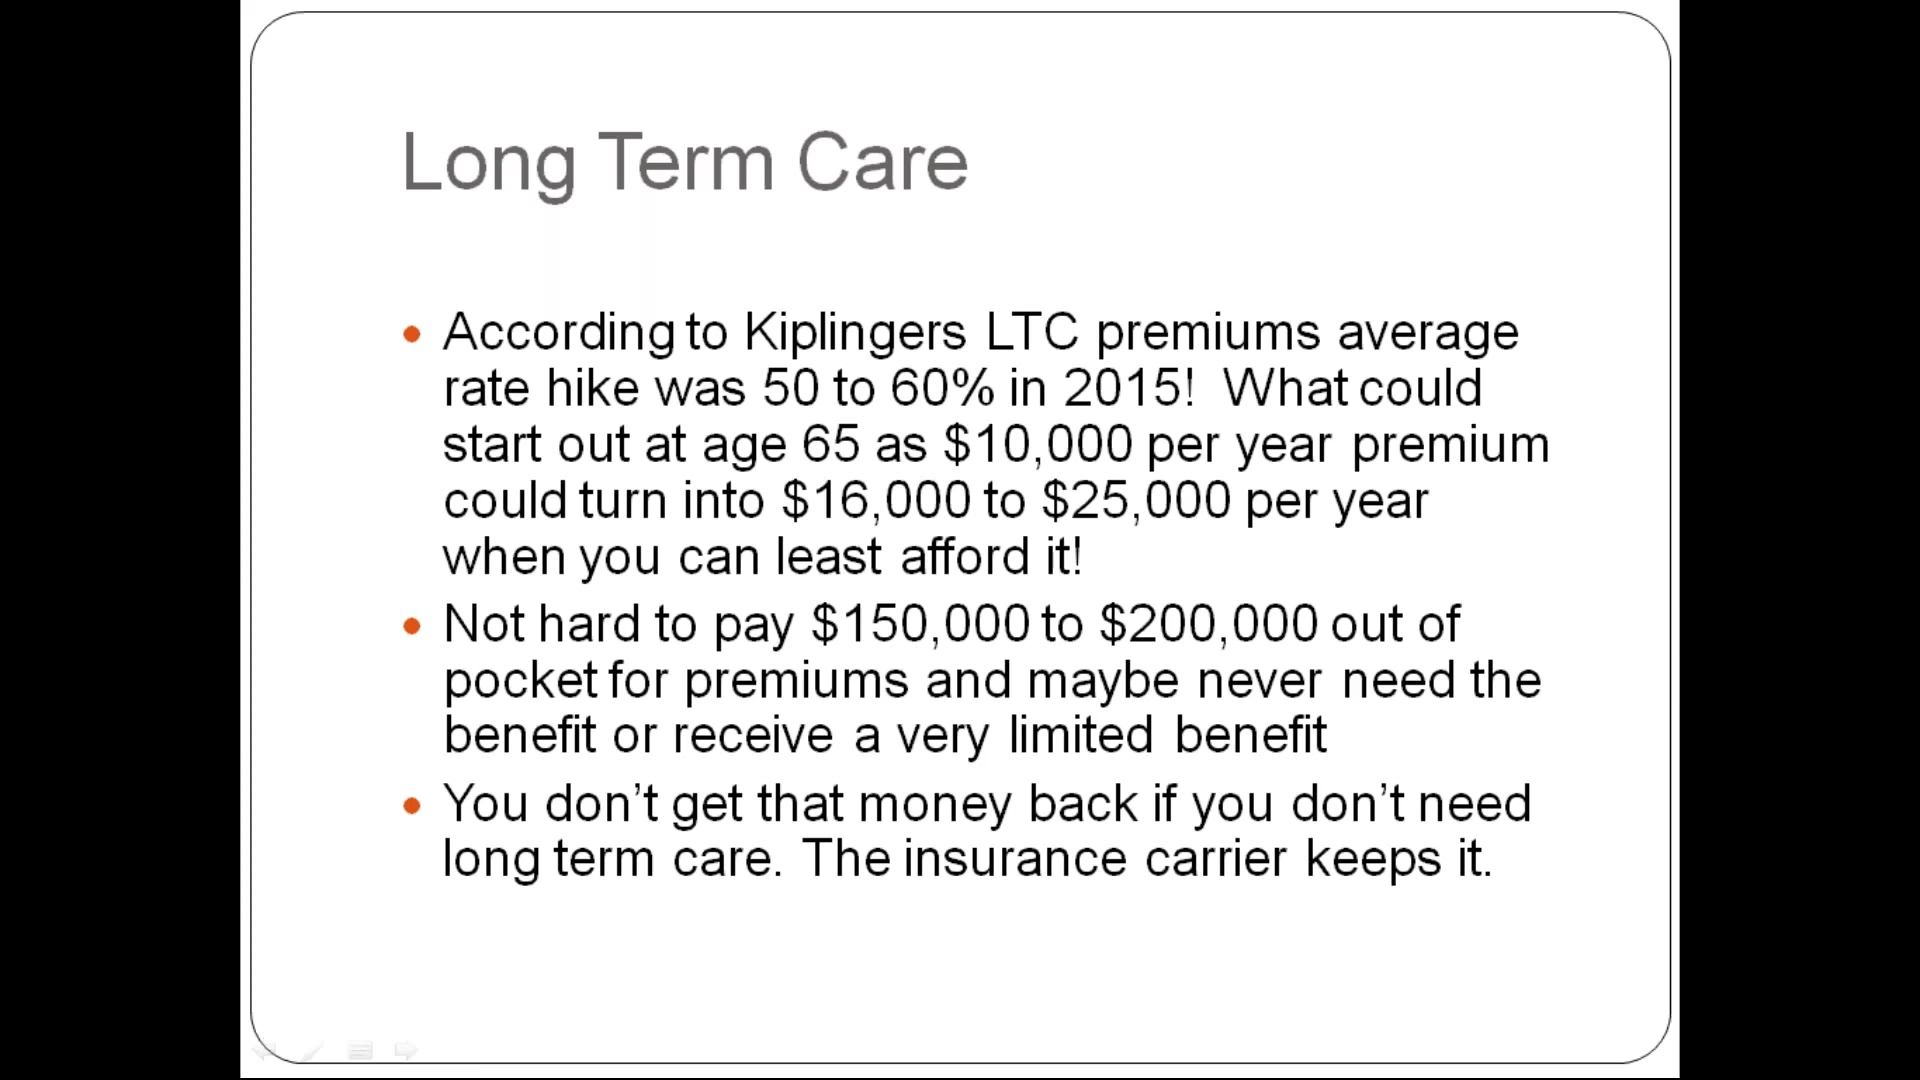 Long Term Care
• According to Kiplingers LTC premiums average
rate hike was 50 to 60% in 2015!  What could
start out at age 65 as $10,000 per year premium
could turn into $16,000 to $25,000 per year
when you can least afford it!
• Not hard to pay $150,000 to $200,000 out of
pocket for premiums and maybe never need the
benefit or receive a very limited benefit
• You don’t get that money back if you don’t need
long term care.  The insurance carrier keeps it.